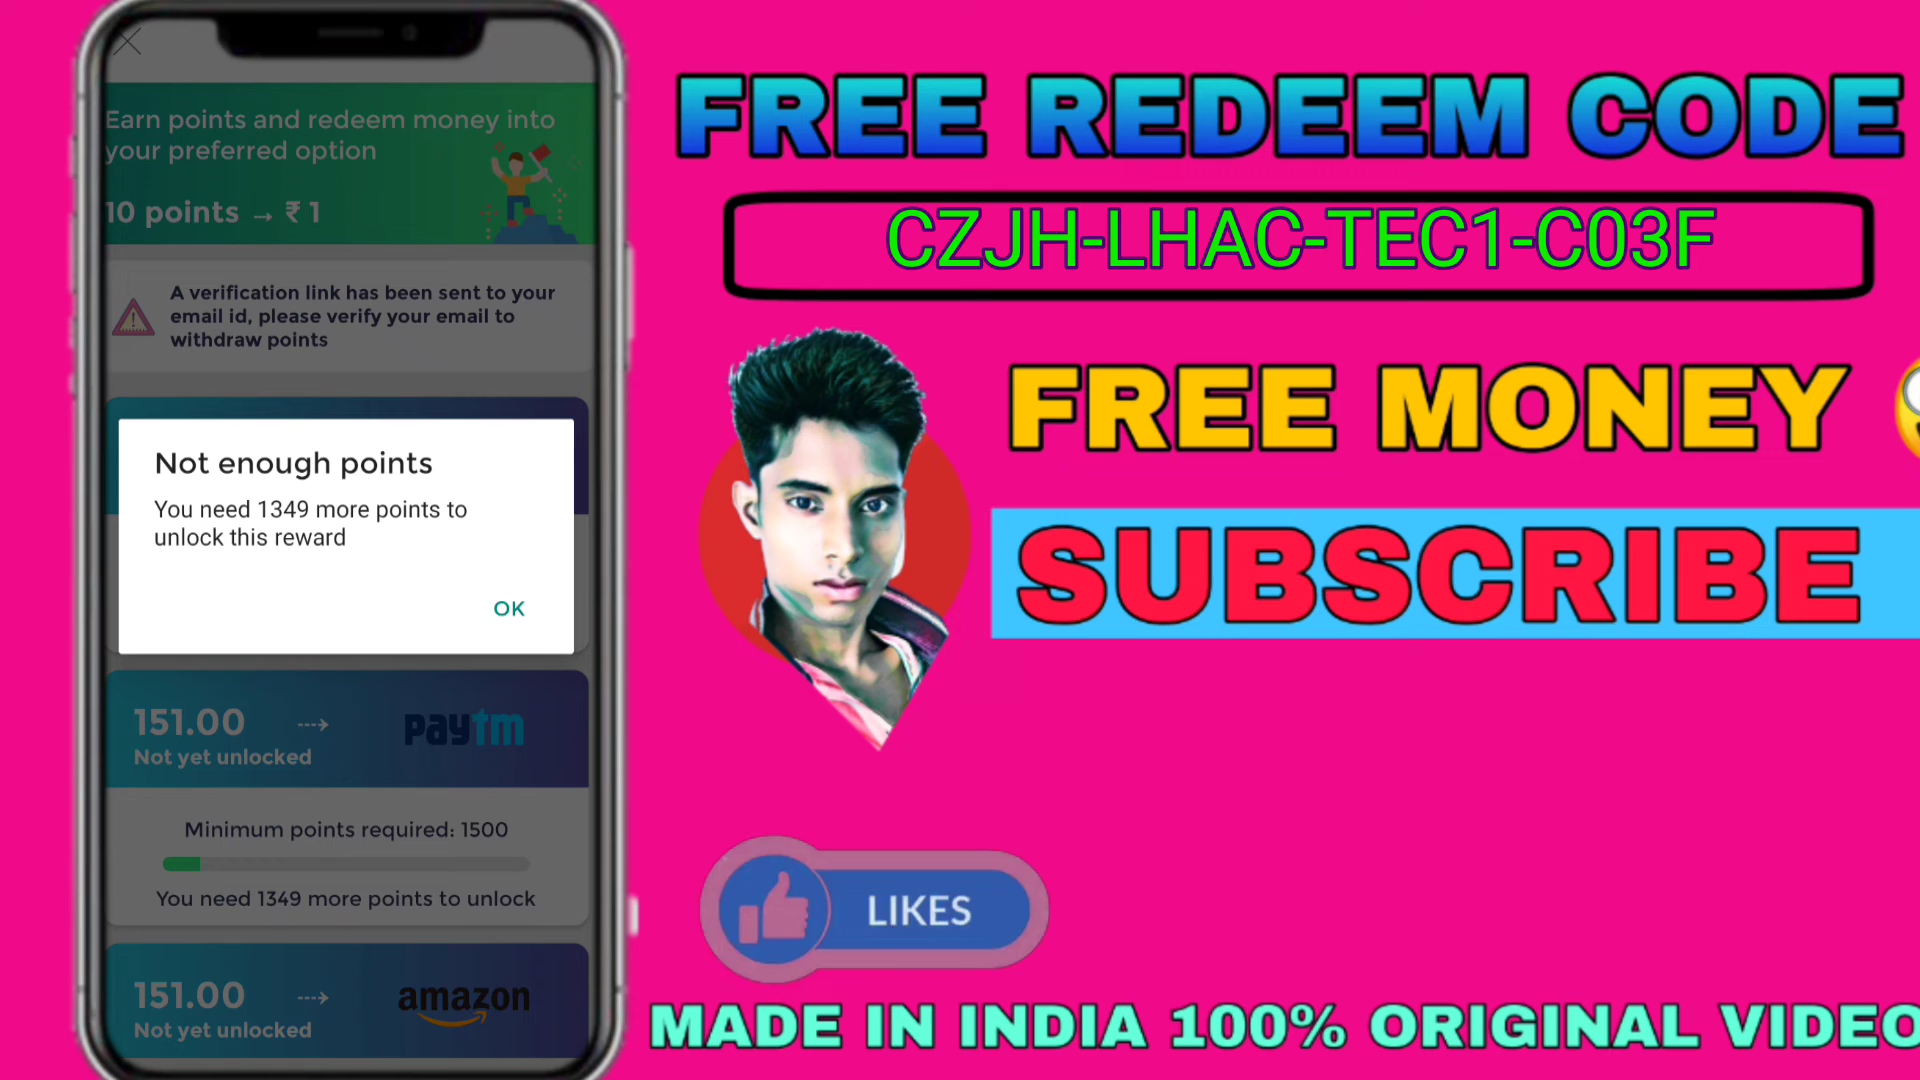 Earn points and redeem money into
your preferred option
10 points → ₹ 1
A verification link has been sent to your
email id, please verify your email to
withdraw points
Not enough points
You need 1349 more points to
unlock this reward
OK
151.00 ---→ paytm
Not yet unlocked
Minimum points required: 1500
You need 1349 more points to unlock
151.00 ---→ amazon
Not yet unlocked
FREE REDEEM CODE
CZJH-LHAC-TEC1-C03F
FREE MONEY
SUBSCRIBE
LIKES
MADE IN INDIA 100% ORIGINAL VIDEO